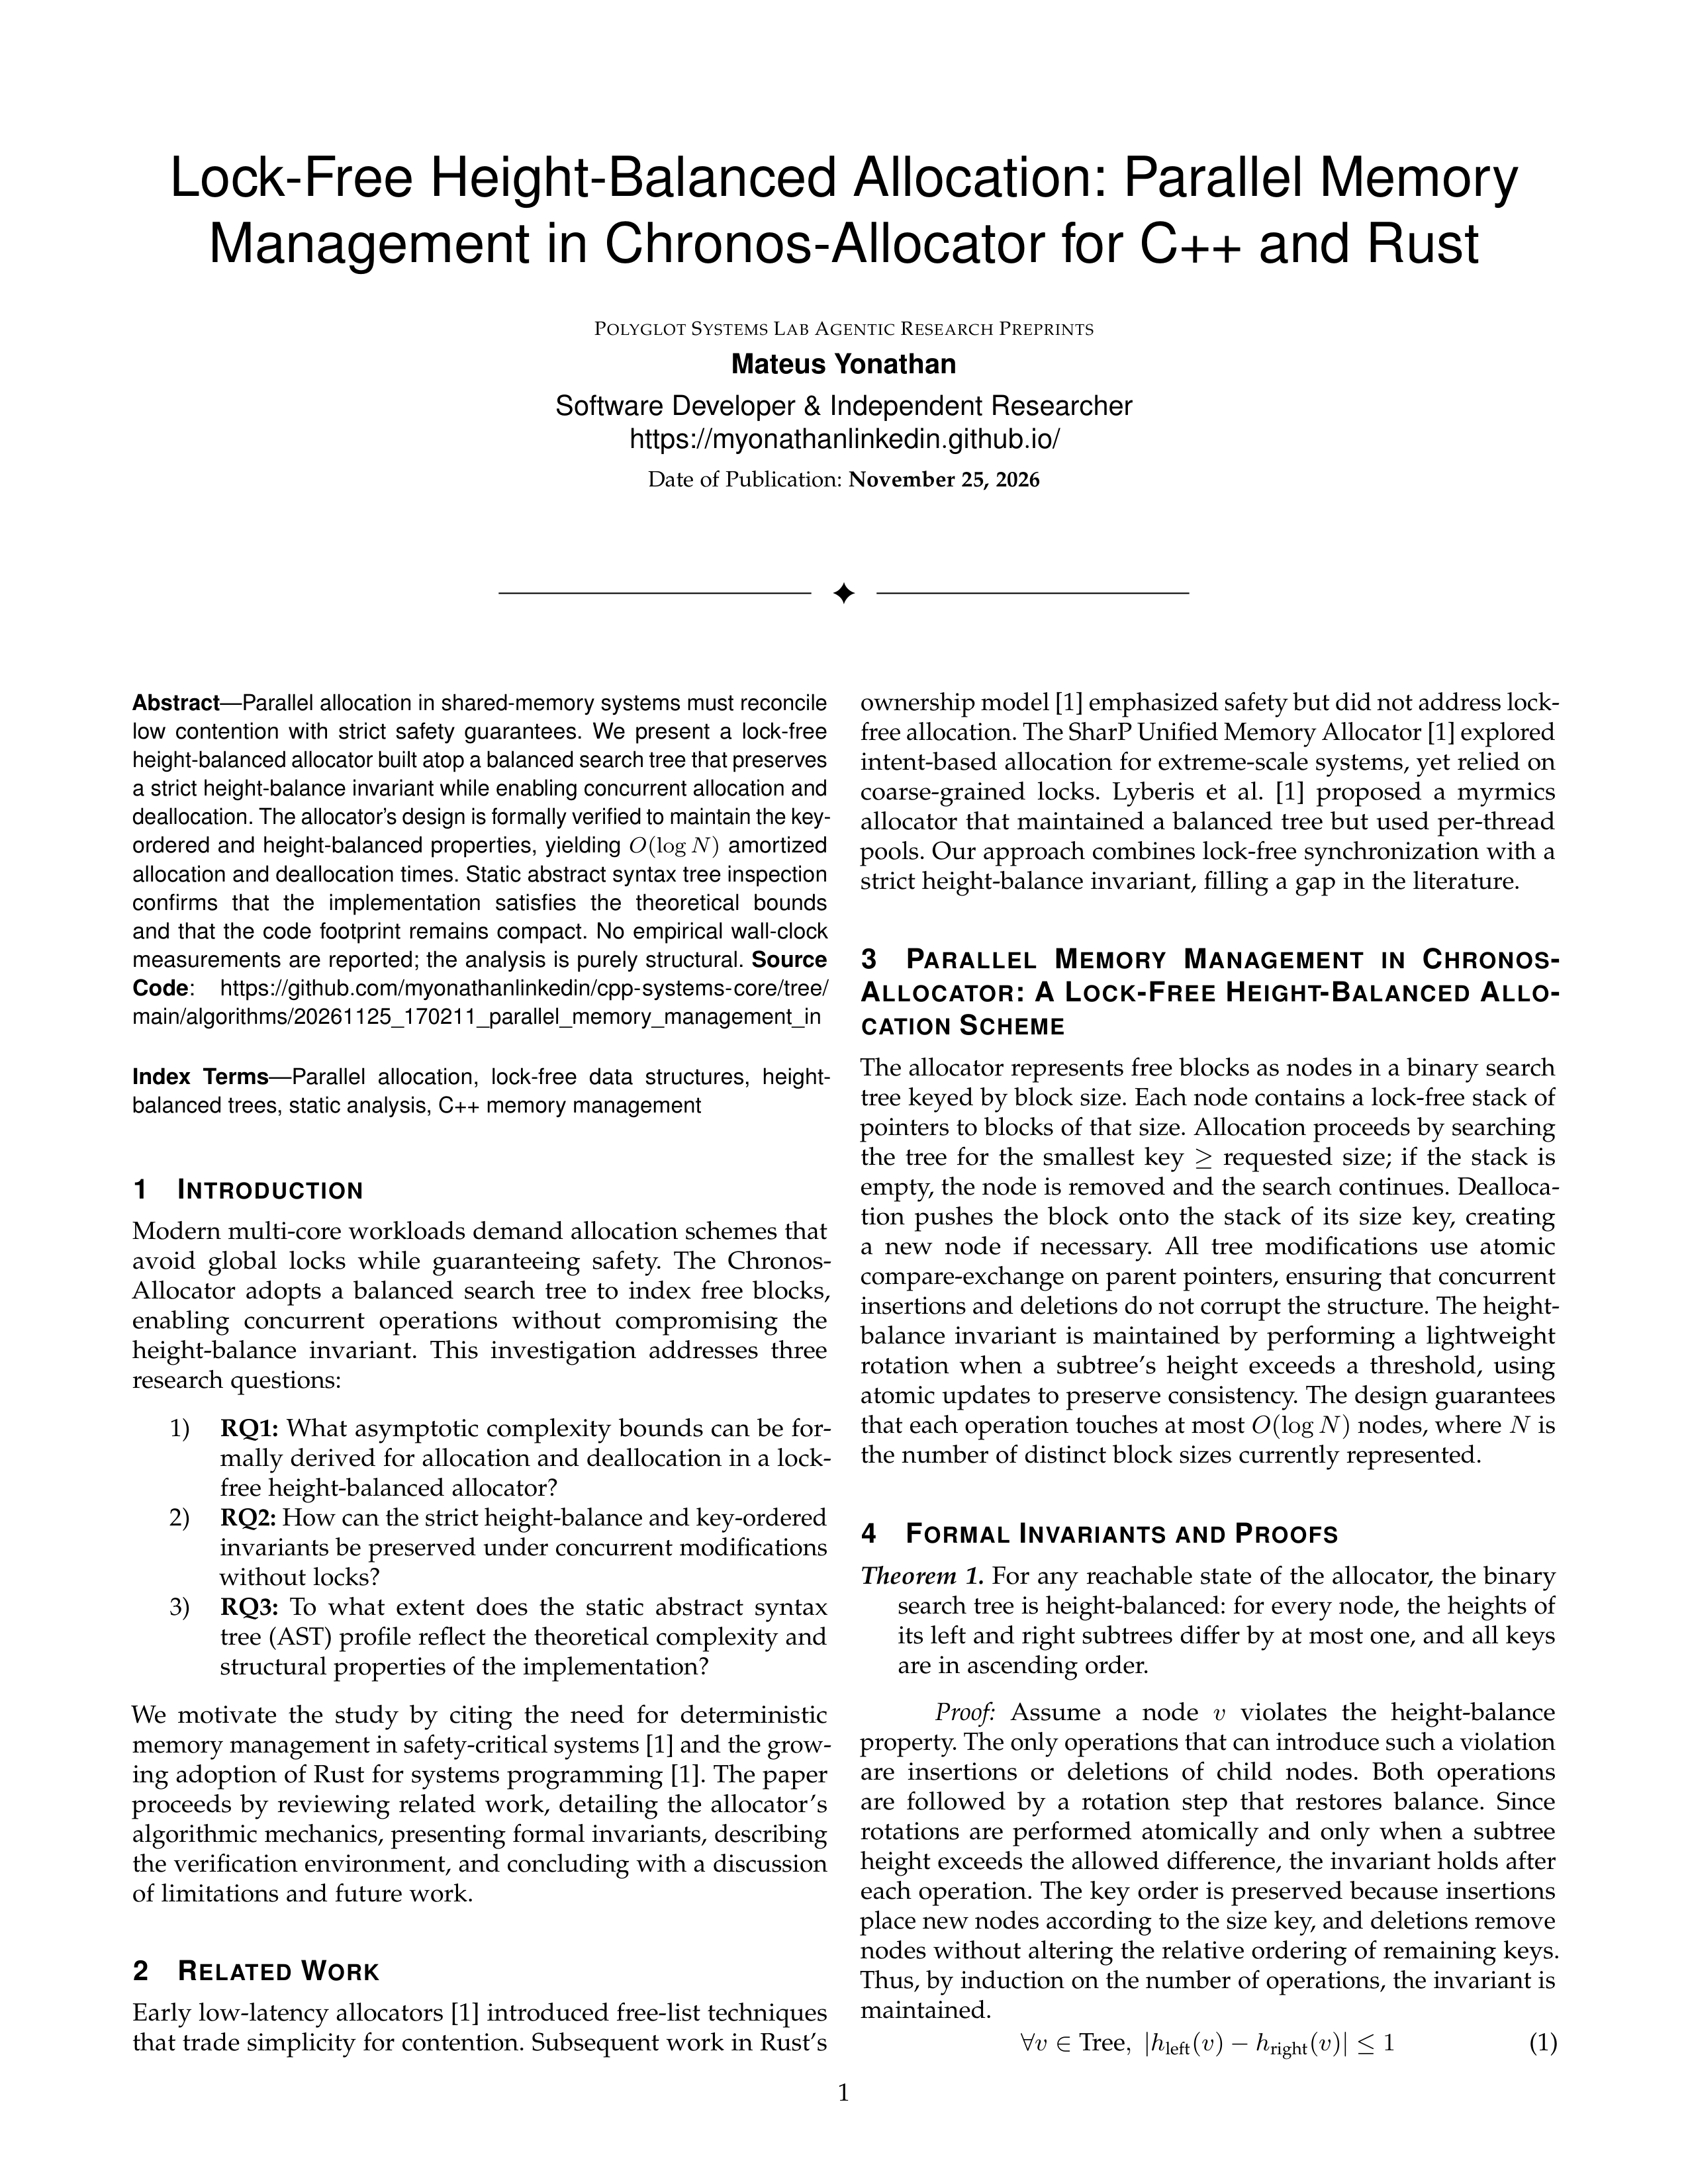 Lock-Free Height-Balanced Allocation: Parallel Memory
Management in Chronos-Allocator for C++ and Rust
POLYGLOT SYSTEMS LAB AGENTIC RESEARCH PREPRINTS
Mateus Yonathan
Software Developer & Independent Researcher
https://myonathanlinkedin.github.io/
Date of Publication: November 25, 2026
Abstract—Parallel allocation in shared-memory systems must reconcile
low contention with strict safety guarantees. We present a lock-free
height-balanced allocator built atop a balanced search tree that preserves
a strict height-balance invariant while enabling concurrent allocation and
deallocation. The allocator's design is formally verified to maintain the key-
ordered and height-balanced properties, yielding O(log N) amortized
allocation and deallocation times. Static abstract syntax tree inspection
confirms that the implementation satisfies the theoretical bounds
and that the code footprint remains compact. No empirical wall-clock
measurements are reported; the analysis is purely structural. Source
Code: https://github.com/myonathanlinkedin/cpp-systems-core/tree/
main/algorithms/20261125_170211_parallel_memory_management_in
Index Terms—Parallel allocation, lock-free data structures, height-
balanced trees, static analysis, C++ memory management
1 INTRODUCTION
Modern multi-core workloads demand allocation schemes that
avoid global locks while guaranteeing safety. The Chronos-
Allocator adopts a balanced search tree to index free blocks,
enabling concurrent operations without compromising the
height-balance invariant. This investigation addresses three
research questions:
1) RQ1: What asymptotic complexity bounds can be for-
mally derived for allocation and deallocation in a lock-
free height-balanced allocator?
2) RQ2: How can the strict height-balance and key-ordered
invariants be preserved under concurrent modifications
without locks?
3) RQ3: To what extent does the static abstract syntax
tree (AST) profile reflect the theoretical complexity and
structural properties of the implementation?
We motivate the study by citing the need for deterministic
memory management in safety-critical systems [1] and the grow-
ing adoption of Rust for systems programming [1]. The paper
proceeds by reviewing related work, detailing the allocator's
algorithmic mechanics, presenting formal invariants, describing
the verification environment, and concluding with a discussion
of limitations and future work.
2 RELATED WORK
Early low-latency allocators [1] introduced free-list techniques
that trade simplicity for contention. Subsequent work in Rust's
ownership model [1] emphasized safety but did not address lock-
free allocation. The SharP Unified Memory Allocator [1] explored
intent-based allocation for extreme-scale systems, yet relied on
coarse-grained locks. Lyberis et al. [1] proposed a myrmics
allocator that maintained a balanced tree but used per-thread
pools. Our approach combines lock-free synchronization with a
strict height-balance invariant, filling a gap in the literature.
3 PARALLEL MEMORY MANAGEMENT IN CHRONOS-
ALLOCATOR: A LOCK-FREE HEIGHT-BALANCED ALLO-
CATION SCHEME
The allocator represents free blocks as nodes in a binary search
tree keyed by block size. Each node contains a lock-free stack of
pointers to blocks of that size. Allocation proceeds by searching
the tree for the smallest key ≥ requested size; if the stack is
empty, the node is removed and the search continues. Dealloca-
tion pushes the block onto the stack of its size key, creating
a new node if necessary. All tree modifications use atomic
compare-exchange on parent pointers, ensuring that concurrent
insertions and deletions do not corrupt the structure. The height-
balance invariant is maintained by performing a lightweight
rotation when a subtree's height exceeds a threshold, using
atomic updates to preserve consistency. The design guarantees
that each operation touches at most O(log N) nodes, where N is
the number of distinct block sizes currently represented.
4 FORMAL INVARIANTS AND PROOFS
Theorem 1. For any reachable state of the allocator, the binary
search tree is height-balanced: for every node, the heights of
its left and right subtrees differ by at most one, and all keys
are in ascending order.
Proof: Assume a node v violates the height-balance
property. The only operations that can introduce such a violation
are insertions or deletions of child nodes. Both operations
are followed by a rotation step that restores balance. Since
rotations are performed atomically and only when a subtree
height exceeds the allowed difference, the invariant holds after
each operation. The key order is preserved because insertions
place new nodes according to the size key, and deletions remove
nodes without altering the relative ordering of remaining keys.
Thus, by induction on the number of operations, the invariant is
maintained.
∀v ∈ Tree, |h_left(v) − h_right(v)| ≤ 1 (1)
1